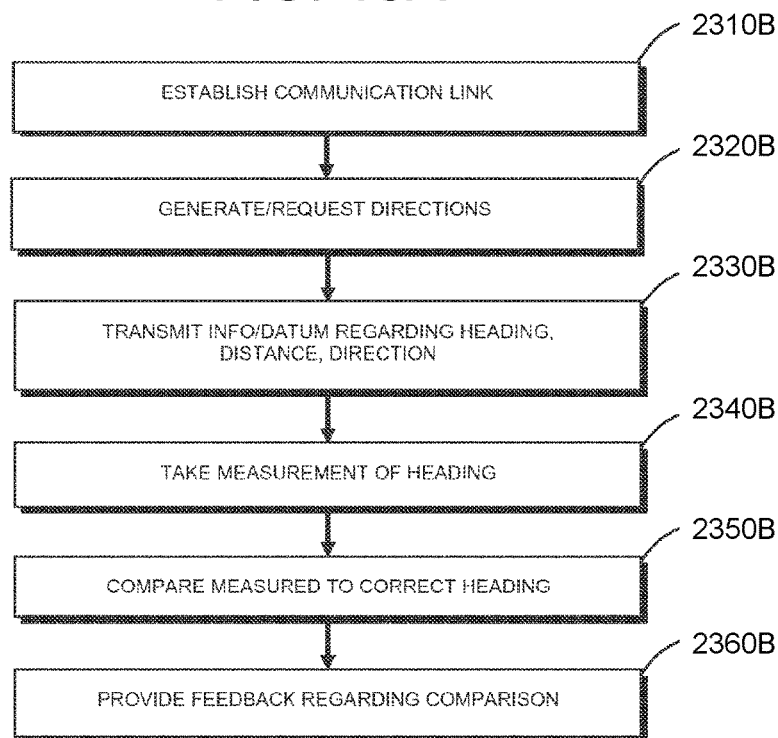 2310B
ESTABLISH COMMUNICATION LINK
2320B
GENERATE/REQUEST DIRECTIONS
2330B
TRANSMIT INFO/DATUM REGARDING HEADING,
DISTANCE, DIRECTION
2340B
TAKE MEASUREMENT OF HEADING
2350B
COMPARE MEASURED TO CORRECT HEADING
2360B
PROVIDE FEEDBACK REGARDING COMPARISON